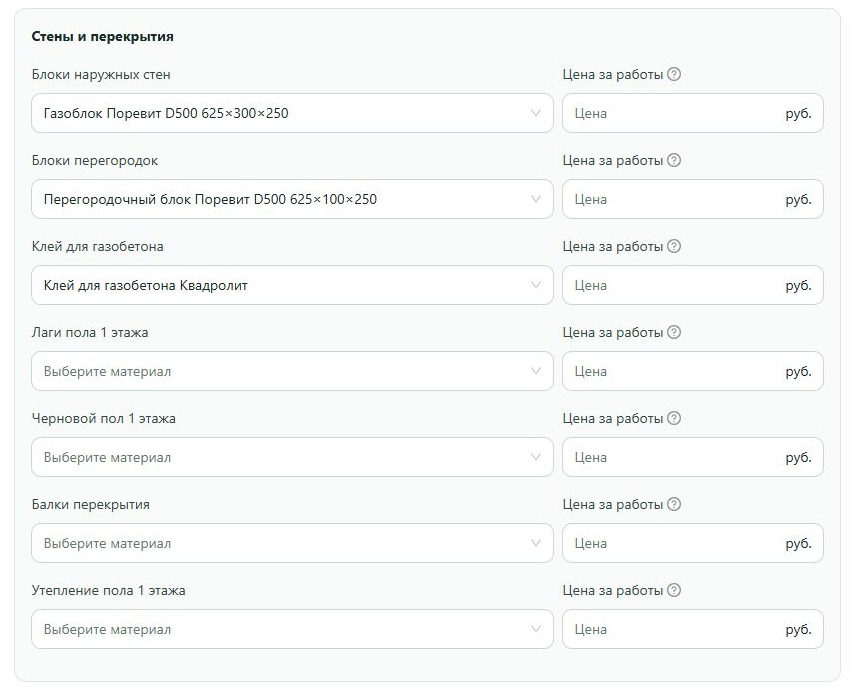 Стены и перекрытия
Блоки наружных стен Цена за работы ?
Газоблок Поревит D500 625×300×250 Цена руб.
Блоки перегородок Цена за работы ?
Перегородочный блок Поревит D500 625×100×250 Цена руб.
Клей для газобетона Цена за работы ?
Клей для газобетона Квадролит Цена руб.
Лаги пола 1 этажа Цена за работы ?
Выберите материал Цена руб.
Черновой пол 1 этажа Цена за работы ?
Выберите материал Цена руб.
Балки перекрытия Цена за работы ?
Выберите материал Цена руб.
Утепление пола 1 этажа Цена за работы ?
Выберите материал Цена руб.